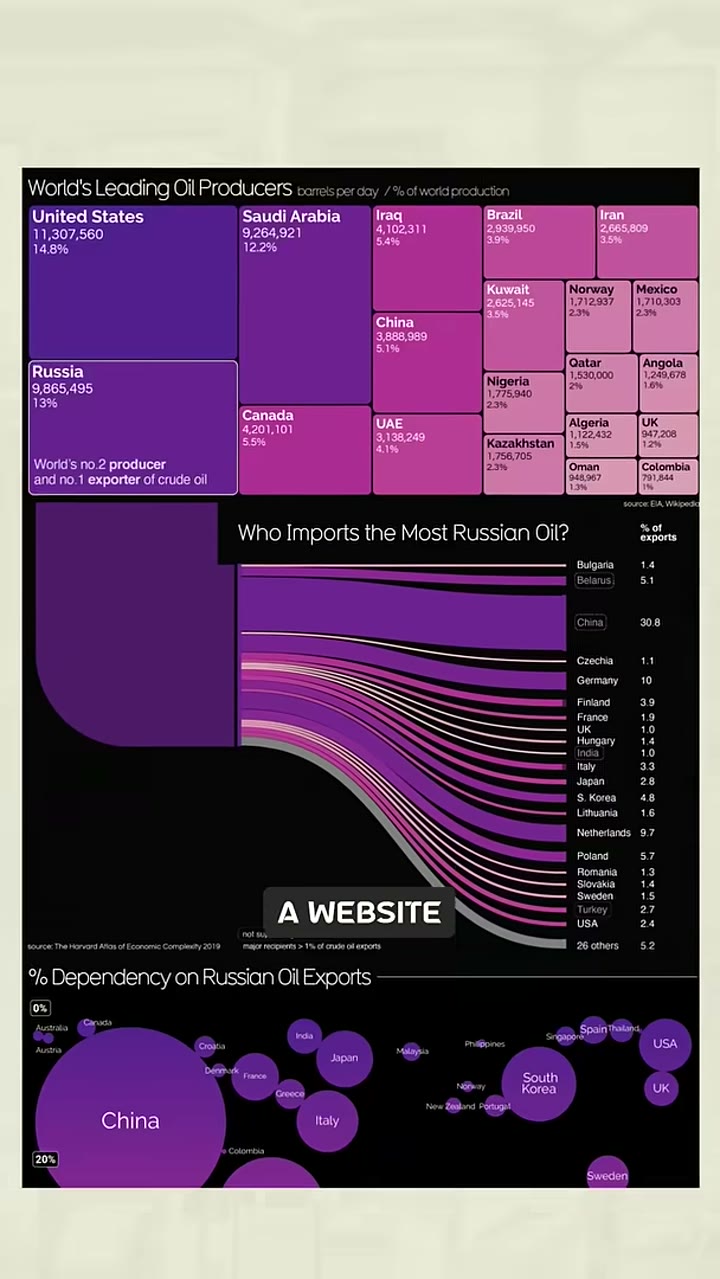 World's Leading Oil Producers barrels per day / % of world production
United States
11,307,560
14.8%
Russia
9,865,495
13%
World's no.2 producer
and no.1 exporter of crude oil
Saudi Arabia
9,264,921
12.2%
Canada
4,201,101
5.5%
Iraq
4,102,311
5.4%
China
3,888,989
5.1%
UAE
3,138,249
4.1%
Brazil
2,939,950
3.9%
Iran
2,665,809
3.5%
Kuwait
2,625,145
3.5%
Nigeria
1,775,940
2.3%
Kazakhstan
1,756,705
2.3%
Norway
1,712,937
2.3%
Mexico
1,710,303
2.3%
Qatar
1,530,000
2%
Angola
1,249,678
1.6%
Algeria
1,122,432
1.5%
UK
947,208
1.2%
Oman
948,967
1.3%
Colombia
791,844
1%
source: EIA, Wikipedia
Who Imports the Most Russian Oil?
% of
exports
Bulgaria 1.4
Belarus 5.1
China 30.8
Czechia 1.1
Germany 10
Finland 3.9
France 1.9
UK 1.0
Hungary 1.4
India 1.0
Italy 3.3
Japan 2.8
S. Korea 4.8
Lithuania 1.6
Netherlands 9.7
Poland 5.7
Romania 1.3
Slovakia 1.4
Sweden 1.5
Turkey 2.7
USA 2.4
26 others 5.2
A WEBSITE
not
source: The Harvard Atlas of Economic Complexity 2019
major recipients > 1% of crude oil exports
% Dependency on Russian Oil Exports
0%
Australia
Canada
Austria
Croatia
Denmark
France
India
Japan
Greece
Italy
Malaysia
Philippines
Norway
New Zealand
Portugal
Singapore
Spain
Thailand
South
Korea
USA
UK
China
Colombia
20%
Sweden